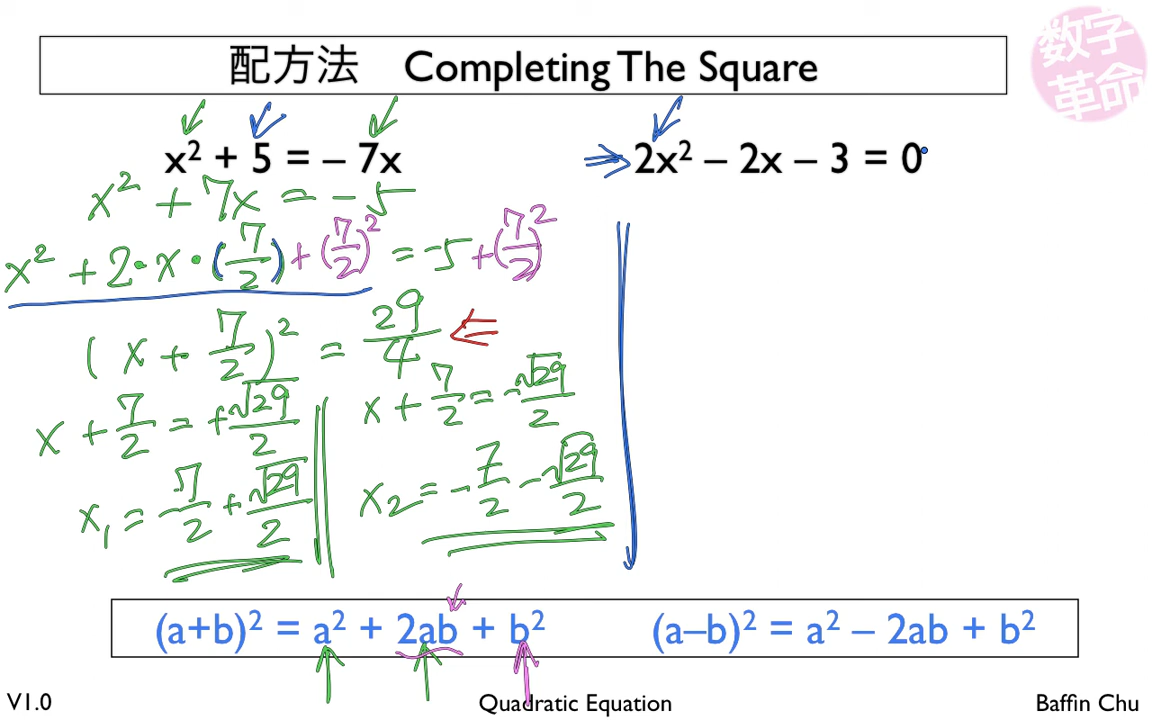 数字
革命
配方法 Completing The Square
x² + 5 = – 7x
x² + 7x = -5
x² + 2·x·(7/2) + (7/2)² = -5 + (7/2)²
(x + 7/2)² = 29/4
x + 7/2 = +√29/2
x + 7/2 = -√29/2
x₁ = -7/2 + √29/2
x₂ = -7/2 - √29/2
2x² – 2x – 3 = 0
(a+b)² = a² + 2ab + b²
(a–b)² = a² – 2ab + b²
V1.0
Quadratic Equation
Baffin Chu